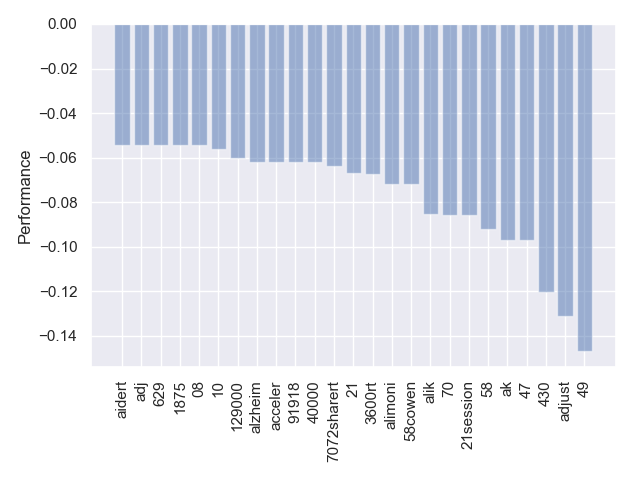 0.00
−0.02
−0.04
−0.06
−0.08
−0.10
−0.12
−0.14
Performance
aidert
adj
629
1875
08
10
129000
alzheim
acceler
91918
40000
7072sharert
21
3600rt
alimoni
58cowen
alik
70
21session
58
ak
47
430
adjust
49